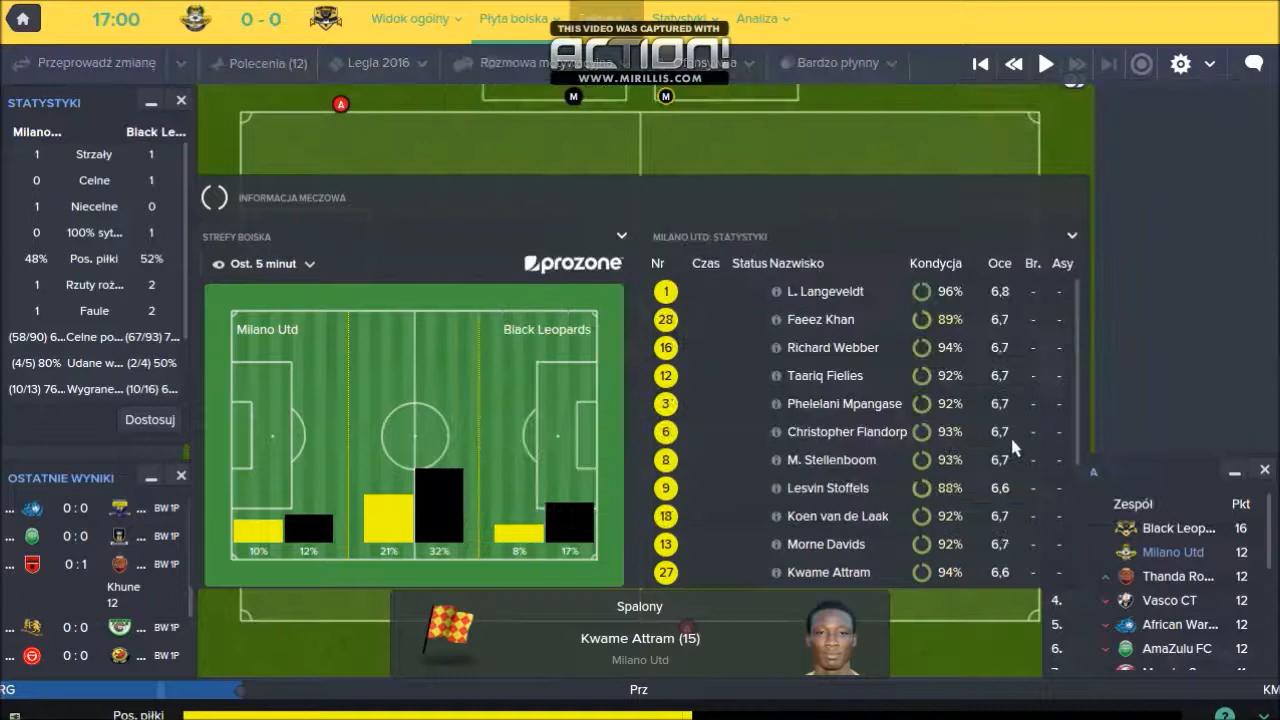 17:00 0 - 0 Widok ogólny Płyta boiska Statystyki Analiza
THIS VIDEO WAS CAPTURED WITH
ACTION!
WWW.MIRILLIS.COM
Przeprowadź zmianę Polecenia (12) Legia 2016 Rozmowa motywacyjna Ofensywna Bardzo płynny
STATYSTYKI
Milano... Black Le...
1 Strzały 1
0 Celne 1
1 Niecelne 0
0 100% syt... 1
48% Pos. piłki 52%
1 Rzuty roż... 2
1 Faule 2
(58/90) 6... Celne po... (67/93) 7...
(4/5) 80% Udane w... (2/4) 50%
(10/13) 76... Wygrane... (10/16) 6...
Dostosuj
OSTATNIE WYNIKI
... 0 : 0 ... BW 1P
... 0 : 0 ... BW 1P
... 0 : 1 ... BW 1P
Khune
12
... 0 : 0 ... BW 1P
... 0 : 0 ... BW 1P
A
M
M
INFORMACJA MECZOWA
STREFY BOISKA
Ost. 5 minut prozone
Milano Utd Black Leopards
10% 12% 21% 32% 8% 17%
MILANO UTD: STATYSTYKI
Nr Czas Status Nazwisko Kondycja Oce Br. Asy
1 L. Langeveldt 96% 6,8 - -
28 Faeez Khan 89% 6,7 - -
16 Richard Webber 94% 6,7 - -
12 Taariq Fielies 92% 6,7 - -
3 Phelelani Mpangase 92% 6,7 - -
6 Christopher Flandorp 93% 6,7 - -
8 M. Stellenboom 93% 6,7 - -
9 Lesvin Stoffels 88% 6,6 - -
18 Koen van de Laak 92% 6,7 - -
13 Morne Davids 92% 6,7 - -
27 Kwame Attram 94% 6,6 - -
Spalony
Kwame Attram (15)
Milano Utd
A
Zespół Pkt
Black Leop... 16
Milano Utd 12
Thanda Ro... 12
4. Vasco CT 12
5. African War... 12
6. AmaZulu FC 12
RG Prz KM
Pos. piłki
?